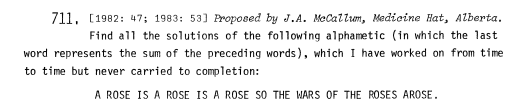 711. [1982: 47; 1983: 53] Proposed by J.A. McCallum, Medicine Hat, Alberta.
Find all the solutions of the following alphametic (in which the last
word represents the sum of the preceding words), which I have worked on from time
to time but never carried to completion:
A ROSE IS A ROSE IS A ROSE SO THE WARS OF THE ROSES AROSE.